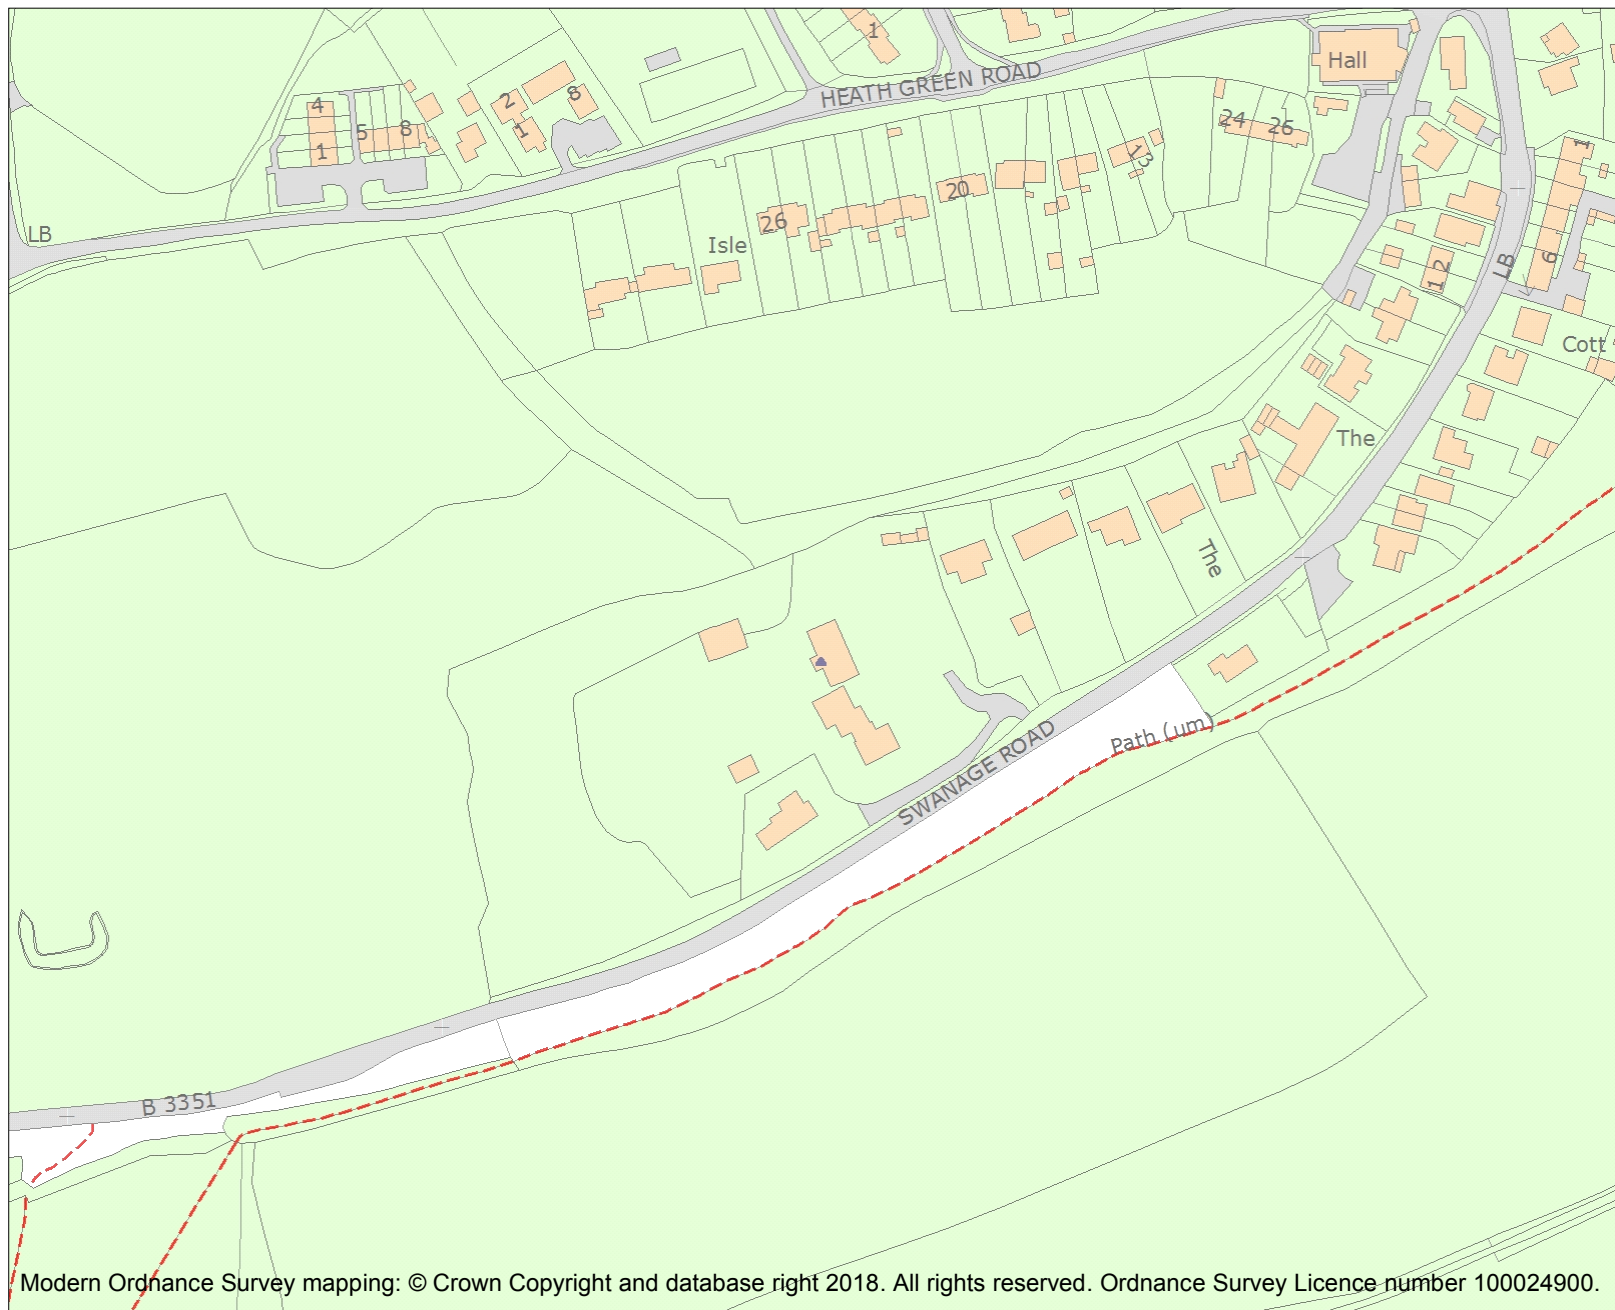 1
Hall
HEATH GREEN ROAD
2
8
4
5
8
1
1
24
26
13
1
20
26
Isle
LB
LB
12
6
Cott
The
The
Path (um)
SWANAGE ROAD
B 3351
Modern Ordnance Survey mapping: © Crown Copyright and database right 2018. All rights reserved. Ordnance Survey Licence number 100024900.